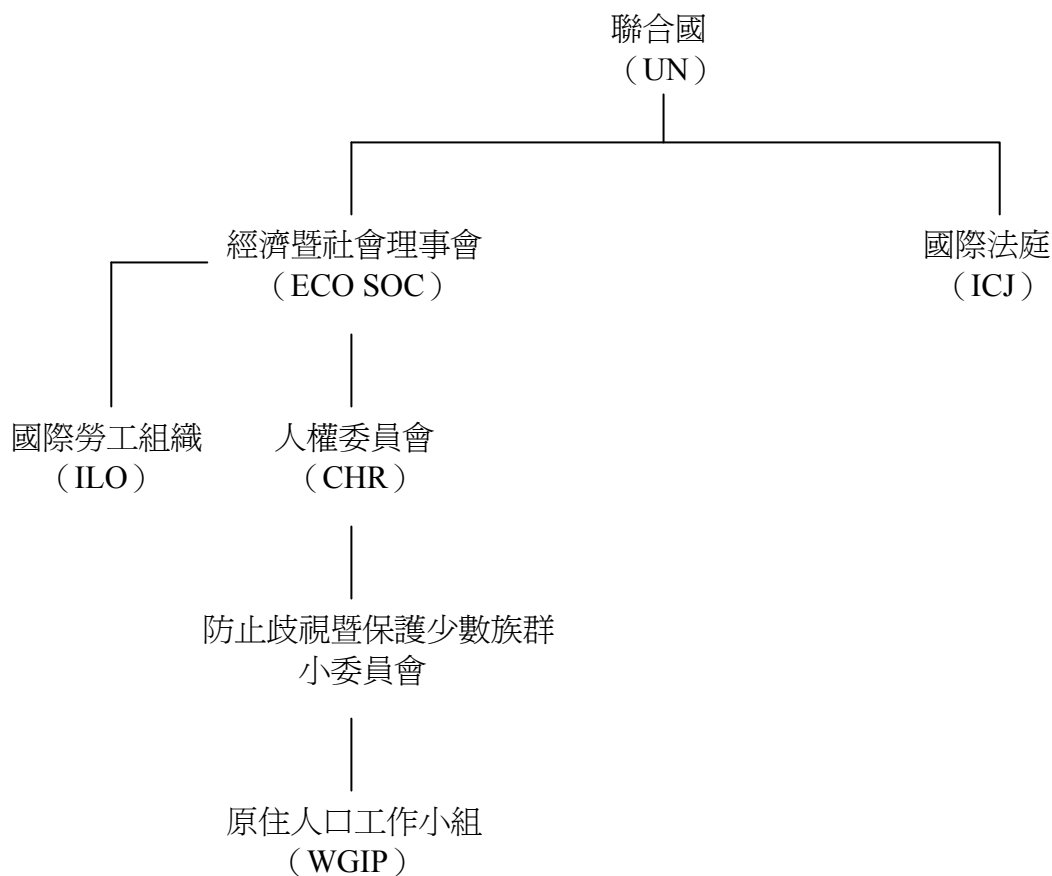 聯合國
（UN）
經濟暨社會理事會
（ECO SOC）
國際法庭
（ICJ）
國際勞工組織
（ILO）
人權委員會
（CHR）
防止歧視暨保護少數族群
小委員會
原住人口工作小組
（WGIP）